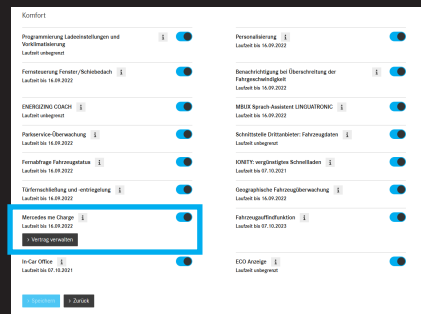 Komfort
Programmierung Ladeeinstellungen und
Vorklimatisierung
Laufzeit unbegrenzt
Personalisierung i
Laufzeit bis 16.09.2022
Fernsteuerung Fenster/Schiebedach i
Laufzeit bis 16.09.2022
Benachrichtigung bei Überschreitung der
Fahrgeschwindigkeit
Laufzeit bis 16.09.2022
ENERGIZING COACH i
Laufzeit unbegrenzt
MBUX Sprach-Assistent LINGUATRONIC i
Laufzeit bis 16.09.2022
Parkservice-Überwachung i
Laufzeit bis 16.09.2022
Schnittstelle Drittanbieter: Fahrzeugdaten i
Laufzeit unbegrenzt
Fernabfrage Fahrzeugstatus i
Laufzeit bis 16.09.2022
IONITY: vergünstigtes Schnellladen i
Laufzeit bis 07.10.2021
Türfernschließung und -entriegelung i
Laufzeit bis 16.09.2022
Geographische Fahrzeugüberwachung i
Laufzeit bis 16.09.2022
Mercedes me Charge i
Laufzeit bis 16.09.2022
> Vertrag verwalten
Fahrzeugauffindfunktion i
Laufzeit bis 07.10.2023
In-Car Office i
Laufzeit bis 07.10.2021
ECO Anzeige i
Laufzeit unbegrenzt
> Speichern > Zurück